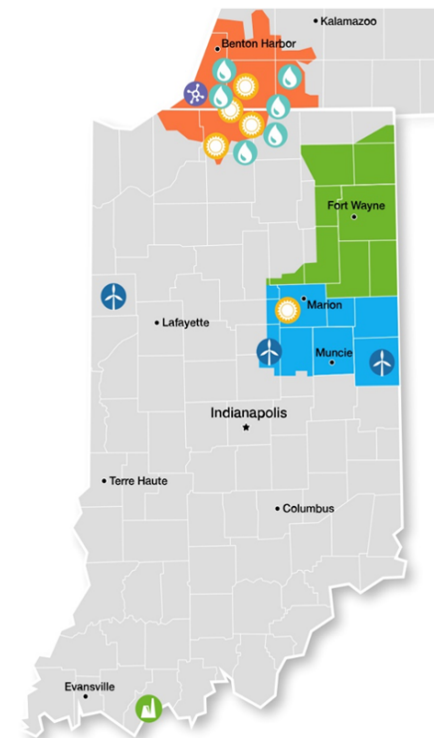 Kalamazoo
Benton Harbor
Fort Wayne
Marion
Lafayette
Muncie
Indianapolis
Terre Haute
Columbus
Evansville